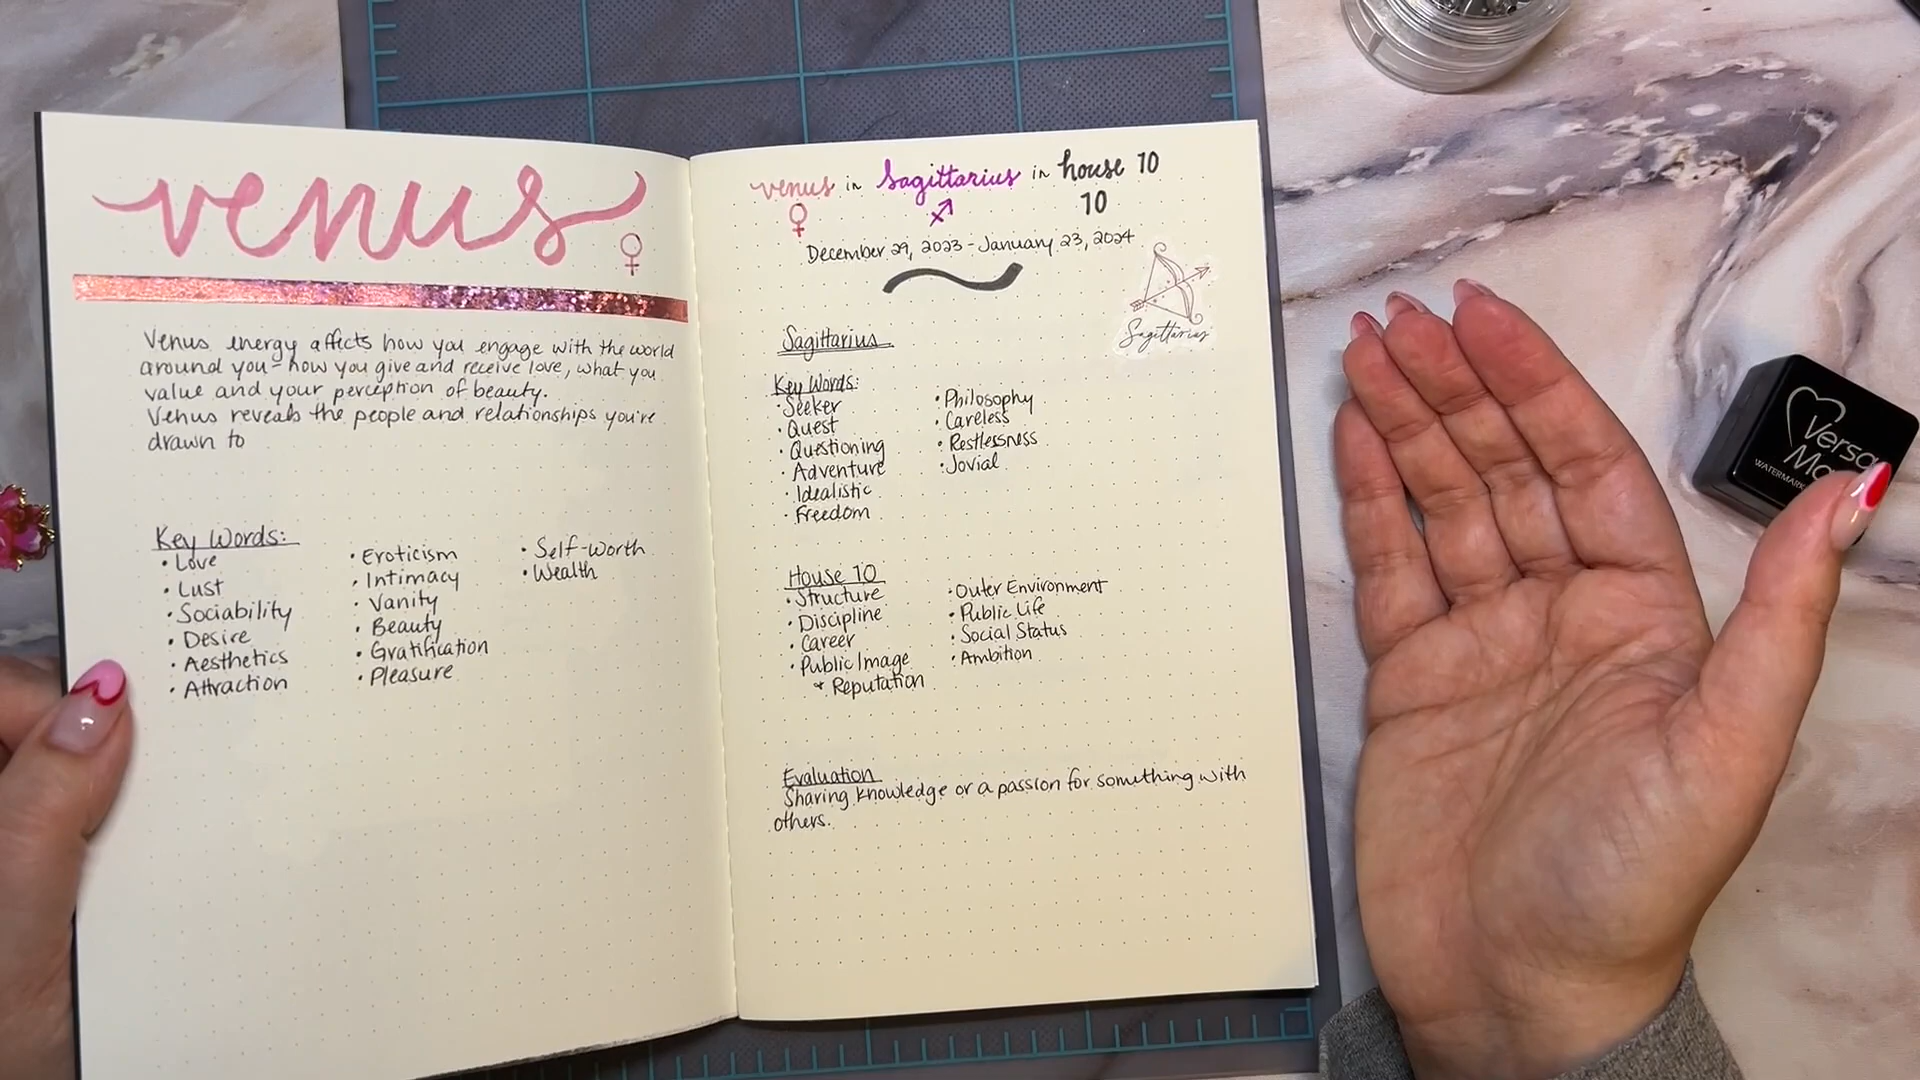 venus
♀
Venus energy affects how you engage with the world
around you - how you give and receive love, what you
value and your perception of beauty.
Venus reveals the people and relationships you're
drawn to
Key Words:
• Love
• Lust
• Sociability
• Desire
• Aesthetics
• Attraction
• Eroticism
• Intimacy
• Vanity
• Beauty
• Gratification
• Pleasure
• Self-Worth
• Wealth
venus in Sagittarius in house 10
♀ ♐ 10
December 29, 2023 - January 23, 2024
Sagittarius
Sagittarius
Key Words:
• Seeker
• Quest
• Questioning
• Adventure
• Idealistic
• Freedom
• Philosophy
• Careless
• Restlessness
• Jovial
House 10
• Structure
• Discipline
• Career
• Public Image
+ Reputation
• Outer Environment
• Public Life
• Social Status
• Ambition
Evaluation
Sharing knowledge or a passion for something with
others.
WATERMARK